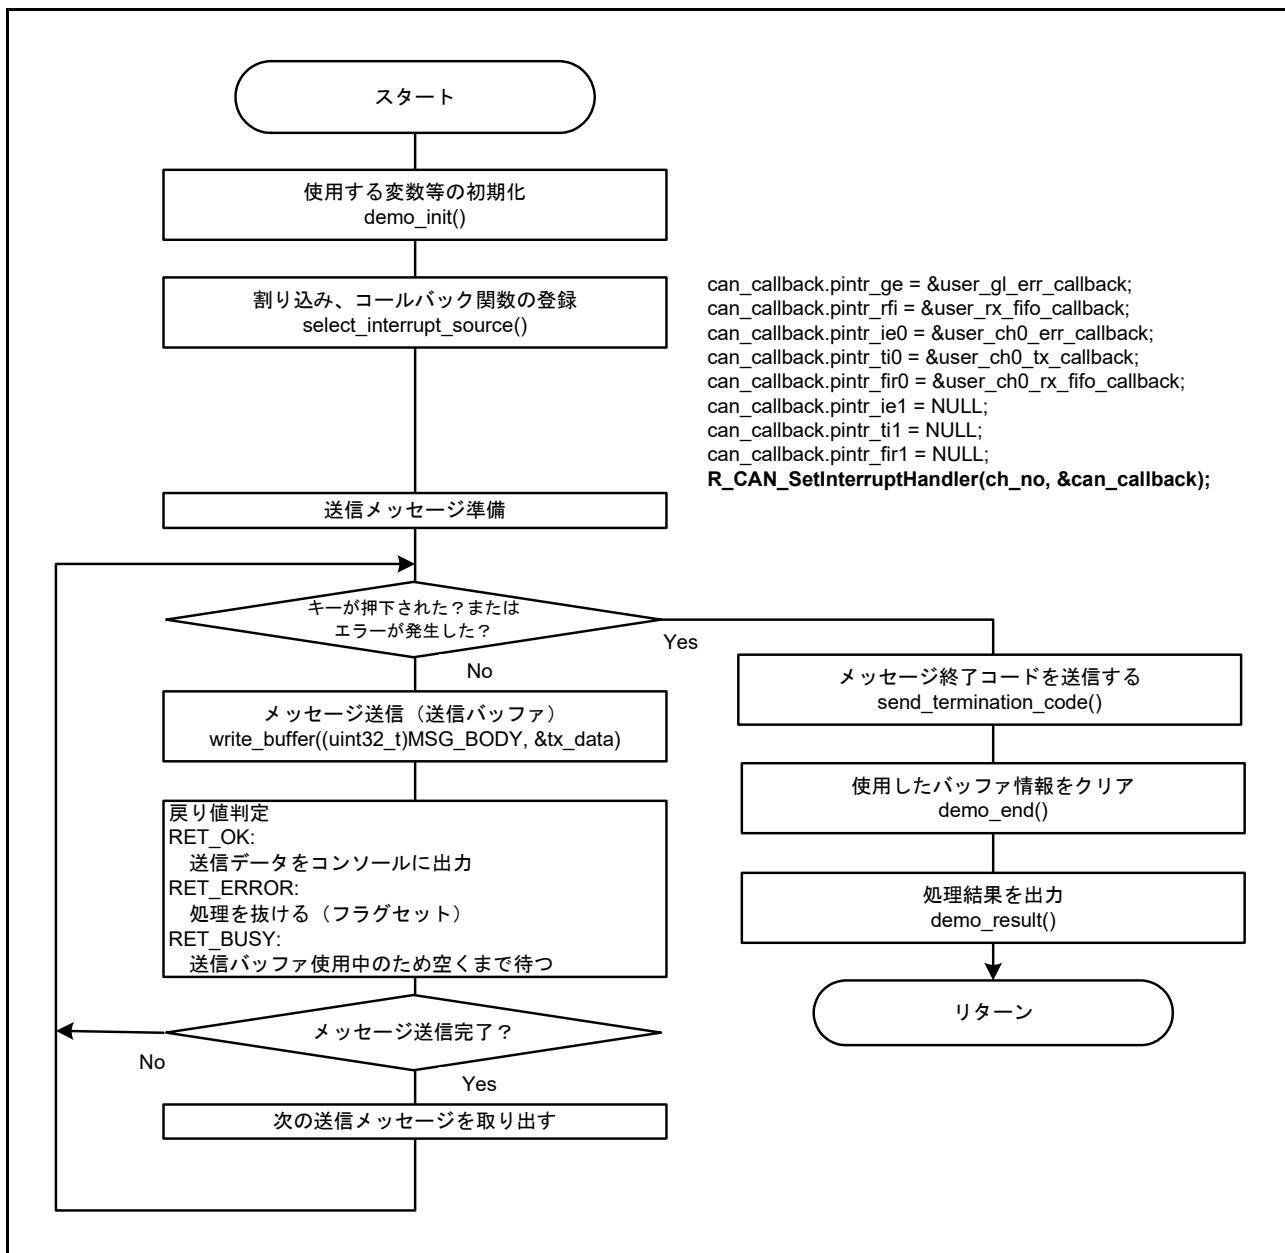 スタート
使用する変数等の初期化
demo_init()
割り込み、コールバック関数の登録
select_interrupt_source()
can_callback.pintr_ge = &user_gl_err_callback;
can_callback.pintr_rfi = &user_rx_fifo_callback;
can_callback.pintr_ie0 = &user_ch0_err_callback;
can_callback.pintr_ti0 = &user_ch0_tx_callback;
can_callback.pintr_fir0 = &user_ch0_rx_fifo_callback;
can_callback.pintr_ie1 = NULL;
can_callback.pintr_ti1 = NULL;
can_callback.pintr_fir1 = NULL;
R_CAN_SetInterruptHandler(ch_no, &can_callback);
送信メッセージ準備
キーが押下された？または
エラーが発生した？
Yes
No
メッセージ送信（送信バッファ）
write_buffer((uint32_t)MSG_BODY, &tx_data)
戻り値判定
RET_OK:
送信データをコンソールに出力
RET_ERROR:
処理を抜ける（フラグセット）
RET_BUSY:
送信バッファ使用中のため空くまで待つ
メッセージ送信完了？
No
Yes
次の送信メッセージを取り出す
メッセージ終了コードを送信する
send_termination_code()
使用したバッファ情報をクリア
demo_end()
処理結果を出力
demo_result()
リターン